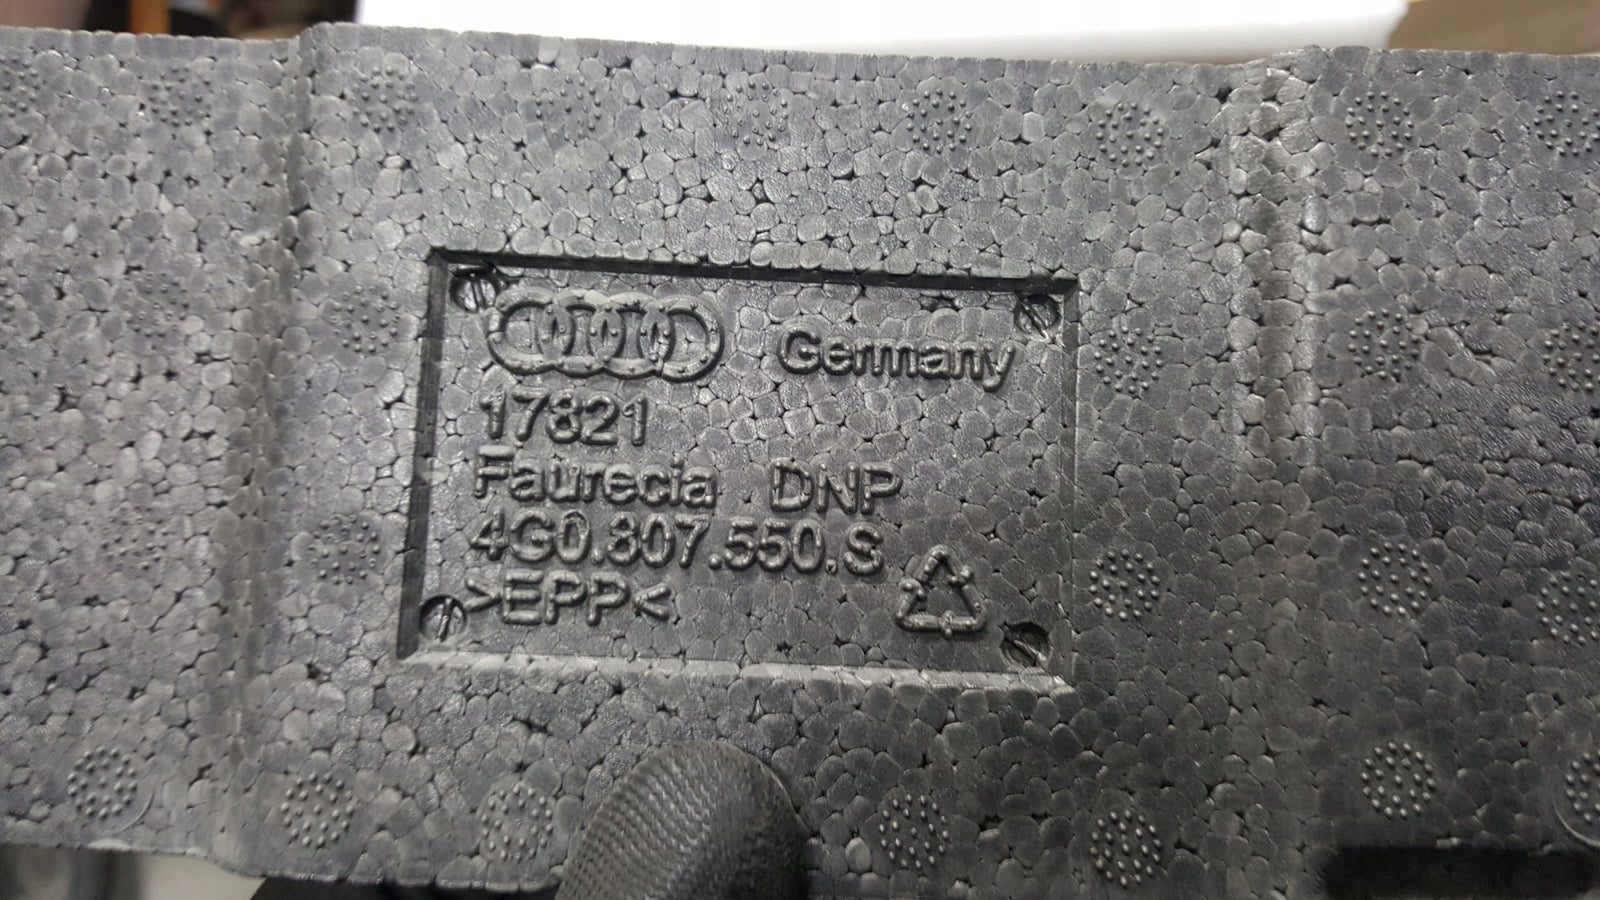 Germany
17821
Faurecia DNP
4G0.807.550.S
>EPP<